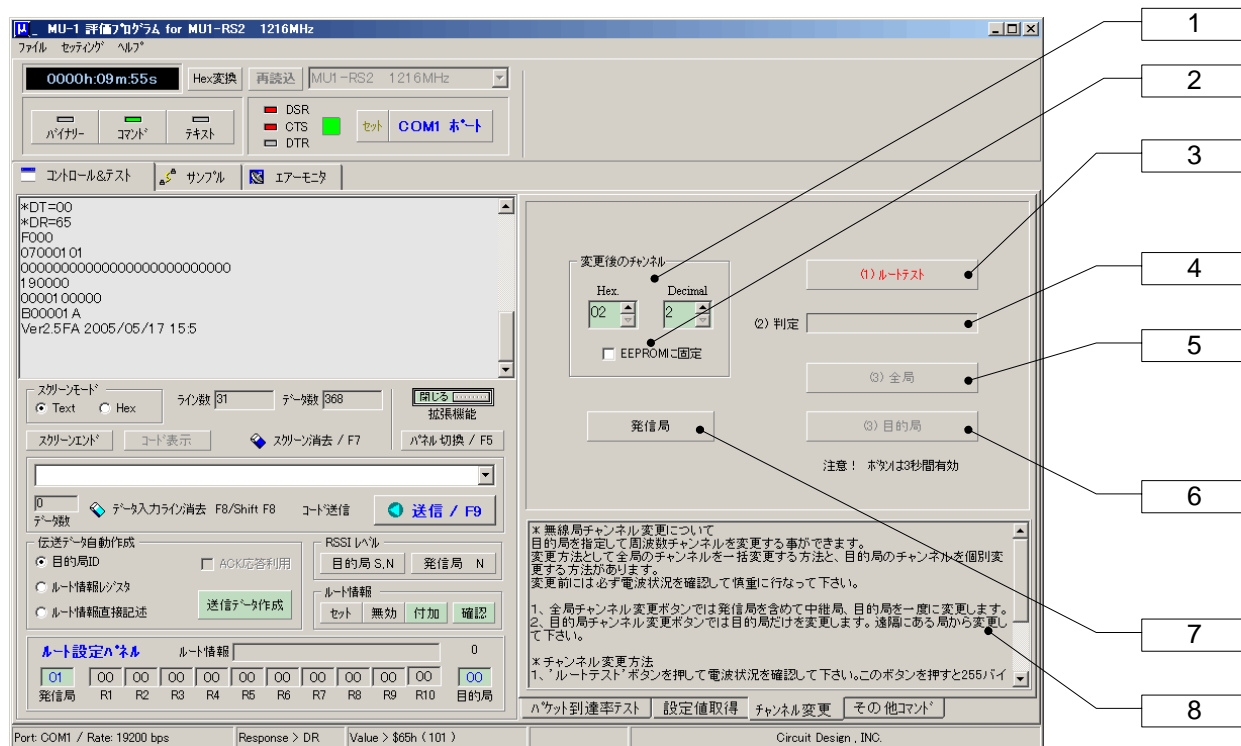 MU-1 評価ﾌﾟﾛｸﾞﾗﾑ for MU1-RS2 1216MHz
ﾌｧｲﾙ ｾｯﾃｨﾝｸﾞ ﾍﾙﾌﾟ
0000h:09m:55s
Hex変換
再読込
MU1-RS2 1216MHz
ﾊﾞｲﾅﾘｰ
ｺﾏﾝﾄﾞ
ﾃｷｽﾄ
DSR
CTS
DTR
ｾｯﾄ
COM1 ﾎﾟｰﾄ
ｺﾝﾄﾛｰﾙ&ﾃｽﾄ
ｻﾝﾌﾟﾙ
ｴｱｰﾓﾆﾀ
*DT=00
*DR=65
F000
07000101
0000000000000000000000000000
190000
0000100000
B00001A
Ver2.5FA 2005/05/17 15:5
ｽｸﾘｰﾝﾓｰﾄﾞ
Text
Hex
ﾗｲﾝ数 31
ﾃﾞｰﾀ数 368
閉じる
拡張機能
ｽｸﾘｰﾝｴﾝﾄﾞ
ｺｰﾄﾞ表示
ｽｸﾘｰﾝ消去 / F7
ﾊﾟﾈﾙ切換 / F5
0
ﾃﾞｰﾀ数
ﾃﾞｰﾀ入力ﾗｲﾝ消去 F8/Shift F8
ｺｰﾄﾞ送信
送信 / F9
伝送ﾃﾞｰﾀ自動作成
目的局ID
ACK応答利用
ﾙｰﾄ情報ﾚｼﾞｽﾀ
ﾙｰﾄ情報直接記述
送信ﾃﾞｰﾀ作成
RSSI ﾚﾍﾞﾙ
目的局 S,N
発信局 N
ﾙｰﾄ情報
ｾｯﾄ
無効
付加
確認
ﾙｰﾄ設定ﾊﾟﾈﾙ
ﾙｰﾄ情報
0
01 00 00 00 00 00 00 00 00 00 00 00
発信局 R1 R2 R3 R4 R5 R6 R7 R8 R9 R10 目的局
変更後のﾁｬﾝﾈﾙ
Hex. Decimal
02 2
EEPROMに固定
発信局
(1) ﾙｰﾄﾃｽﾄ
(2) 判定
(3) 全局
(3) 目的局
注意！ ﾎﾞﾀﾝは3秒間有効
＊無線局チャンネル変更について
目的局を指定して周波数チャンネルを変更する事ができます。
変更方法として全局のチャンネルを一括変更する方法と、目的局のチャンネルを個別変
更する方法があります。
変更前には必ず電波状況を確認して慎重に行なって下さい。
1、全局チャンネル変更ボタンでは発信局を含めて中継局、目的局を一度に変更します。
2、目的局チャンネル変更ボタンでは目的局だけを変更します。遠隔にある局から変更し
て下さい。
＊チャンネル変更方法
1、'ルートテスト'ボタンを押して電波状況を確認して下さい。このボタンを押すと255バイ
ﾊﾟｹｯﾄ到達率ﾃｽﾄ
設定値取得
ﾁｬﾝﾈﾙ変更
その他ｺﾏﾝﾄﾞ
Port: COM1 / Rate: 19200 bps
Response > DR
Value > $65h ( 101 )
Circuit Design , INC.
1
2
3
4
5
6
7
8